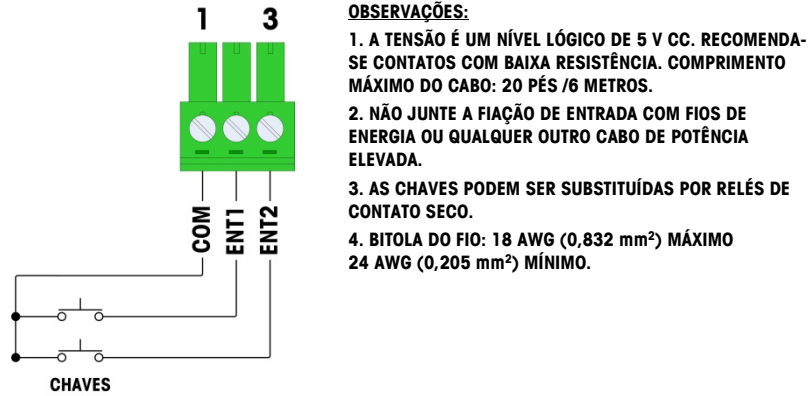 1 3
COM
ENT1
ENT2
CHAVES
OBSERVAÇÕES:
1. A TENSÃO É UM NÍVEL LÓGICO DE 5 V CC. RECOMENDA-
SE CONTATOS COM BAIXA RESISTÊNCIA. COMPRIMENTO
MÁXIMO DO CABO: 20 PÉS /6 METROS.
2. NÃO JUNTE A FIAÇÃO DE ENTRADA COM FIOS DE
ENERGIA OU QUALQUER OUTRO CABO DE POTÊNCIA
ELEVADA.
3. AS CHAVES PODEM SER SUBSTITUÍDAS POR RELÉS DE
CONTATO SECO.
4. BITOLA DO FIO: 18 AWG (0,832 mm²) MÁXIMO
24 AWG (0,205 mm²) MÍNIMO.